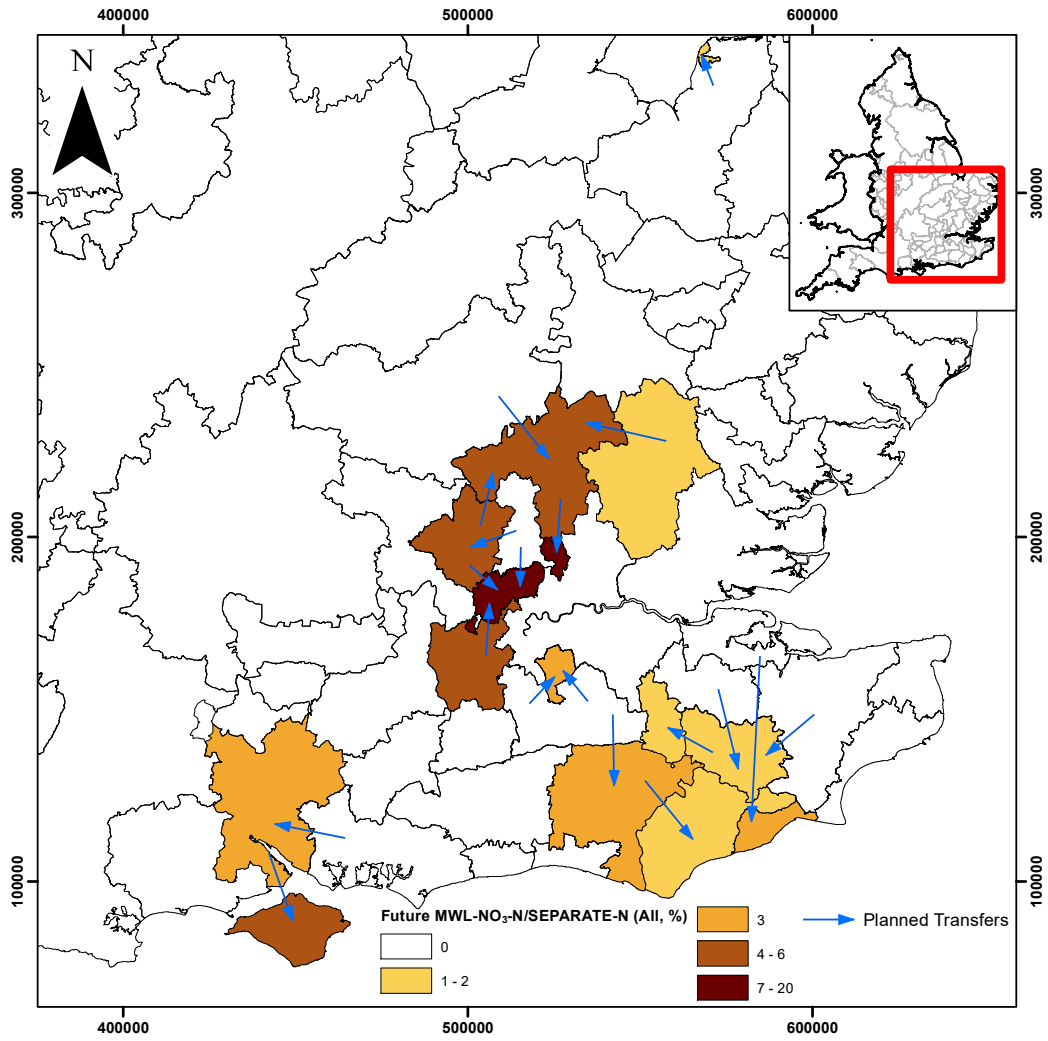 400000 500000 600000
N
300000 300000
200000 200000
100000 100000
Future MWL-NO₃-N/SEPARATE-N (All, %)
0
1 - 2
3
4 - 6
7 - 20
Planned Transfers
400000 500000 600000